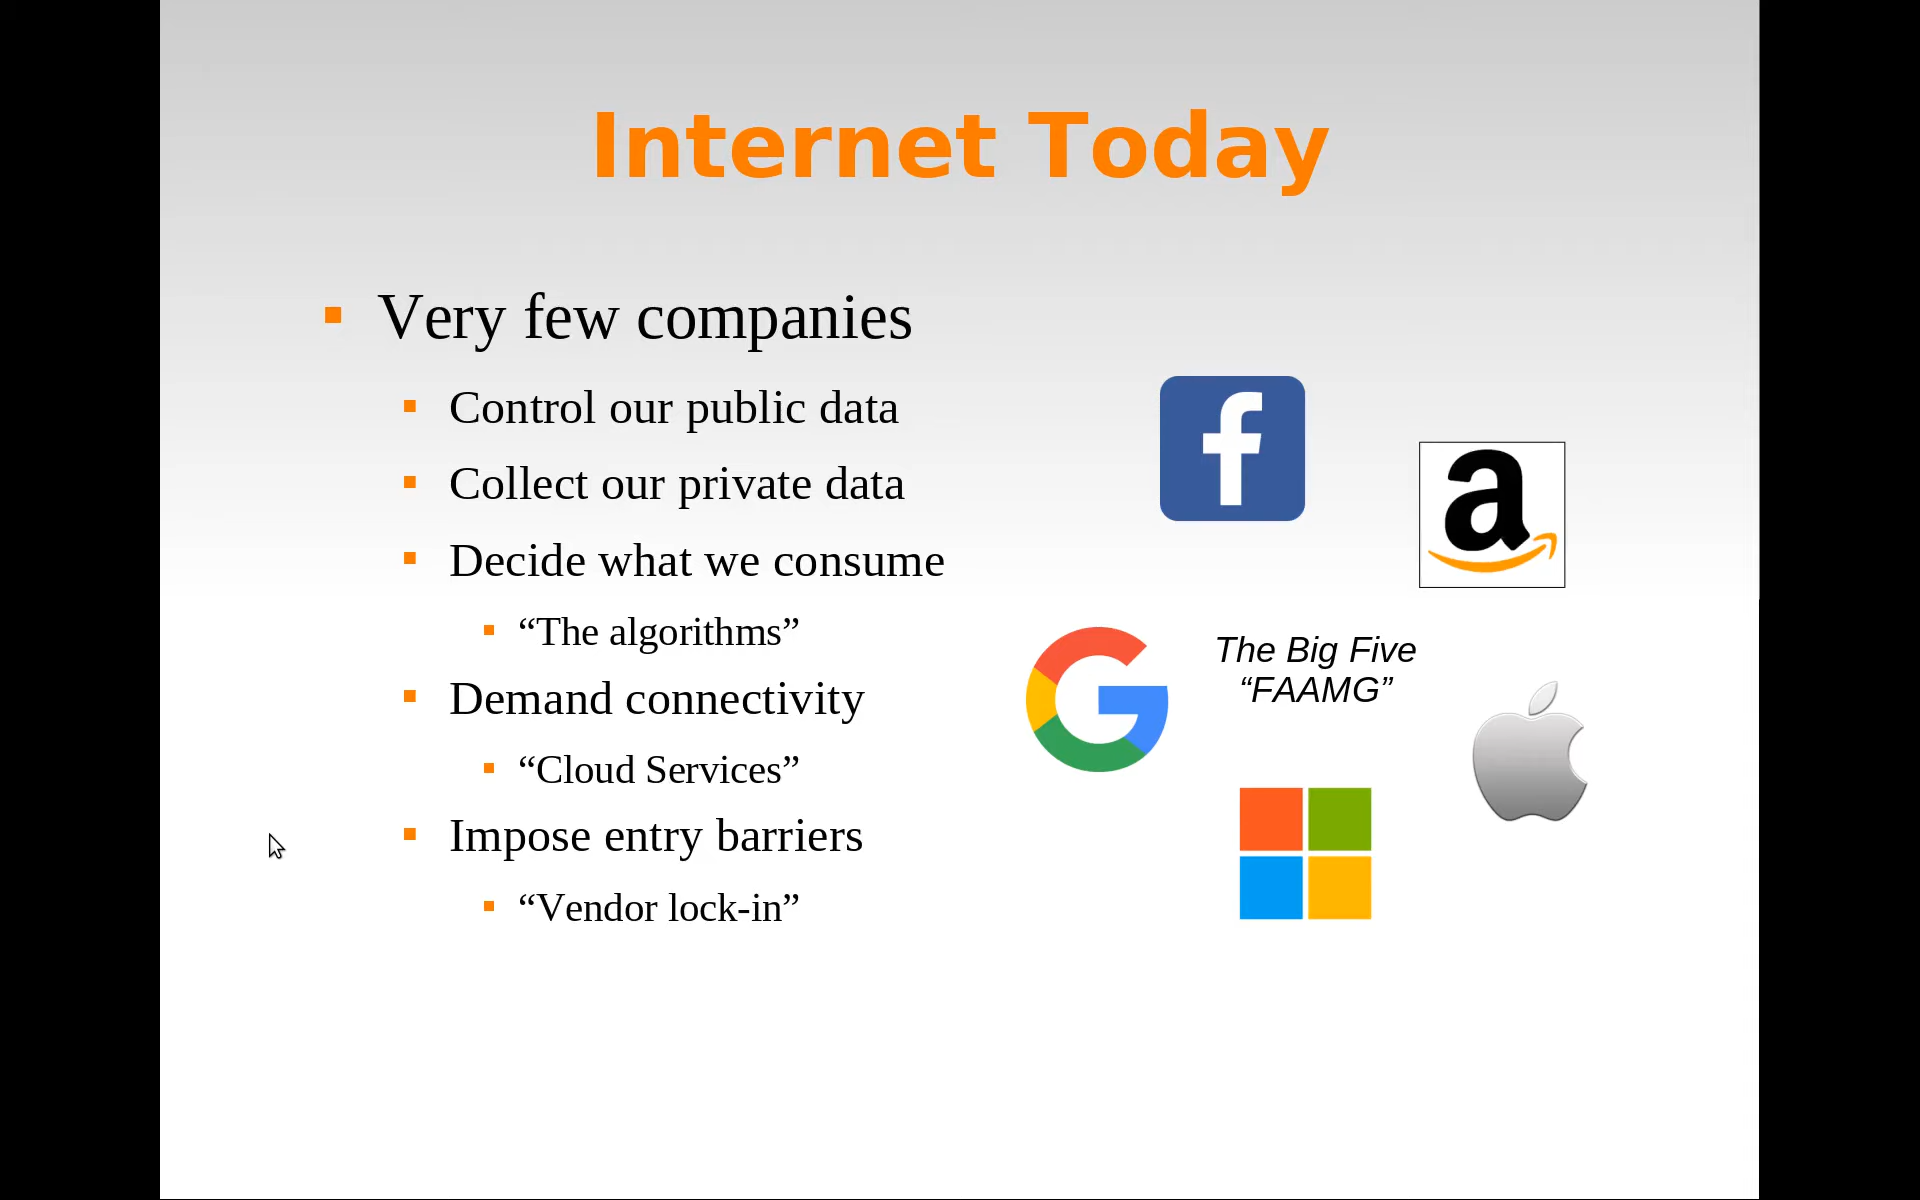 Internet Today
Very few companies
Control our public data
Collect our private data
Decide what we consume
“The algorithms”
Demand connectivity
“Cloud Services”
Impose entry barriers
“Vendor lock-in”
The Big Five
“FAAMG”